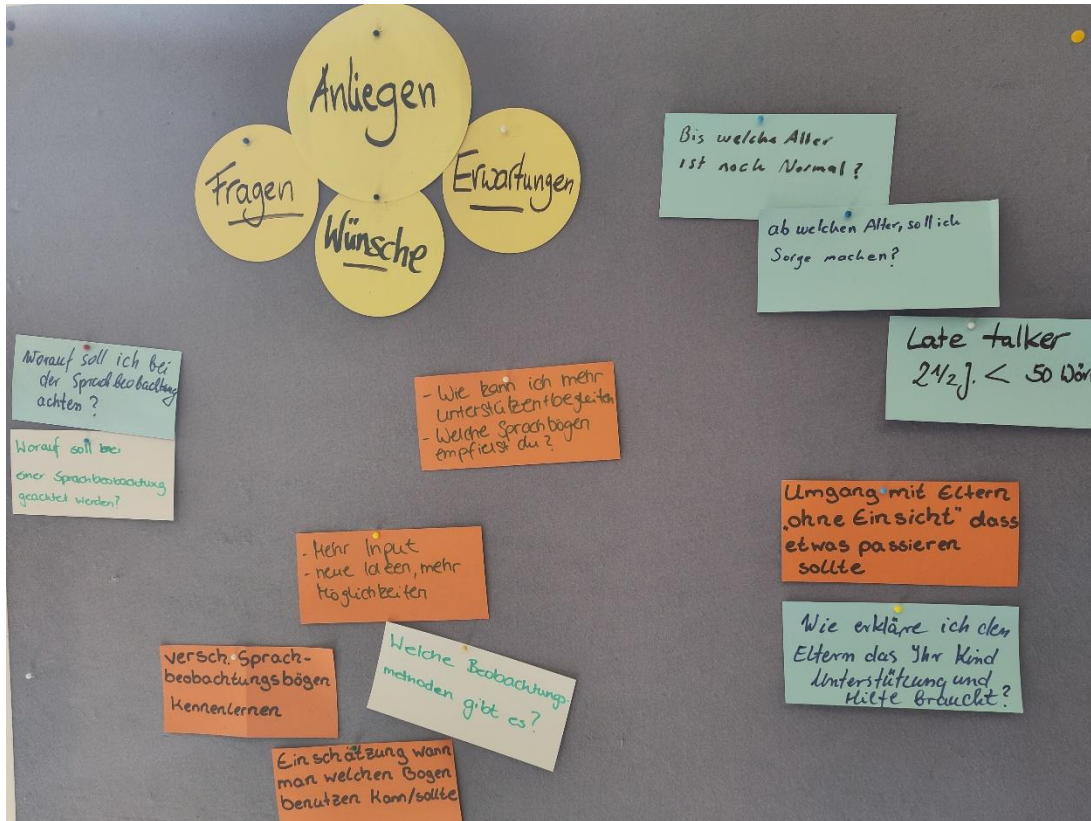 Anliegen
Fragen
Erwartungen
Wünsche
Bis welche Alter
ist noch Normal?
ab welchen Alter, soll ich
Sorge machen?
Late talker
2 1/2 J. < 50 Wör
Worauf soll ich bei
der Sprachbeobachtung
achten?
Worauf soll bei
einer Sprachbeobachtung
geachtet werden?
- Wie kann ich mehr
unterstützen+begleiten
- Welche Sprachbögen
empfielst du?
Umgang mit Eltern
"ohne Einsicht" dass
etwas passieren
sollte
Wie erkläre ich den
Eltern das Ihr Kind
Unterstützung und
Hilfe braucht?
- Mehr Input
- neue Ideen, mehr
Möglichkeiten
versch. Sprach-
beobachtungsbögen
kennenlernen
Welche Beobachtungs-
methoden gibt es?
Einschätzung wann
man welchen Bogen
benutzen kann/sollte